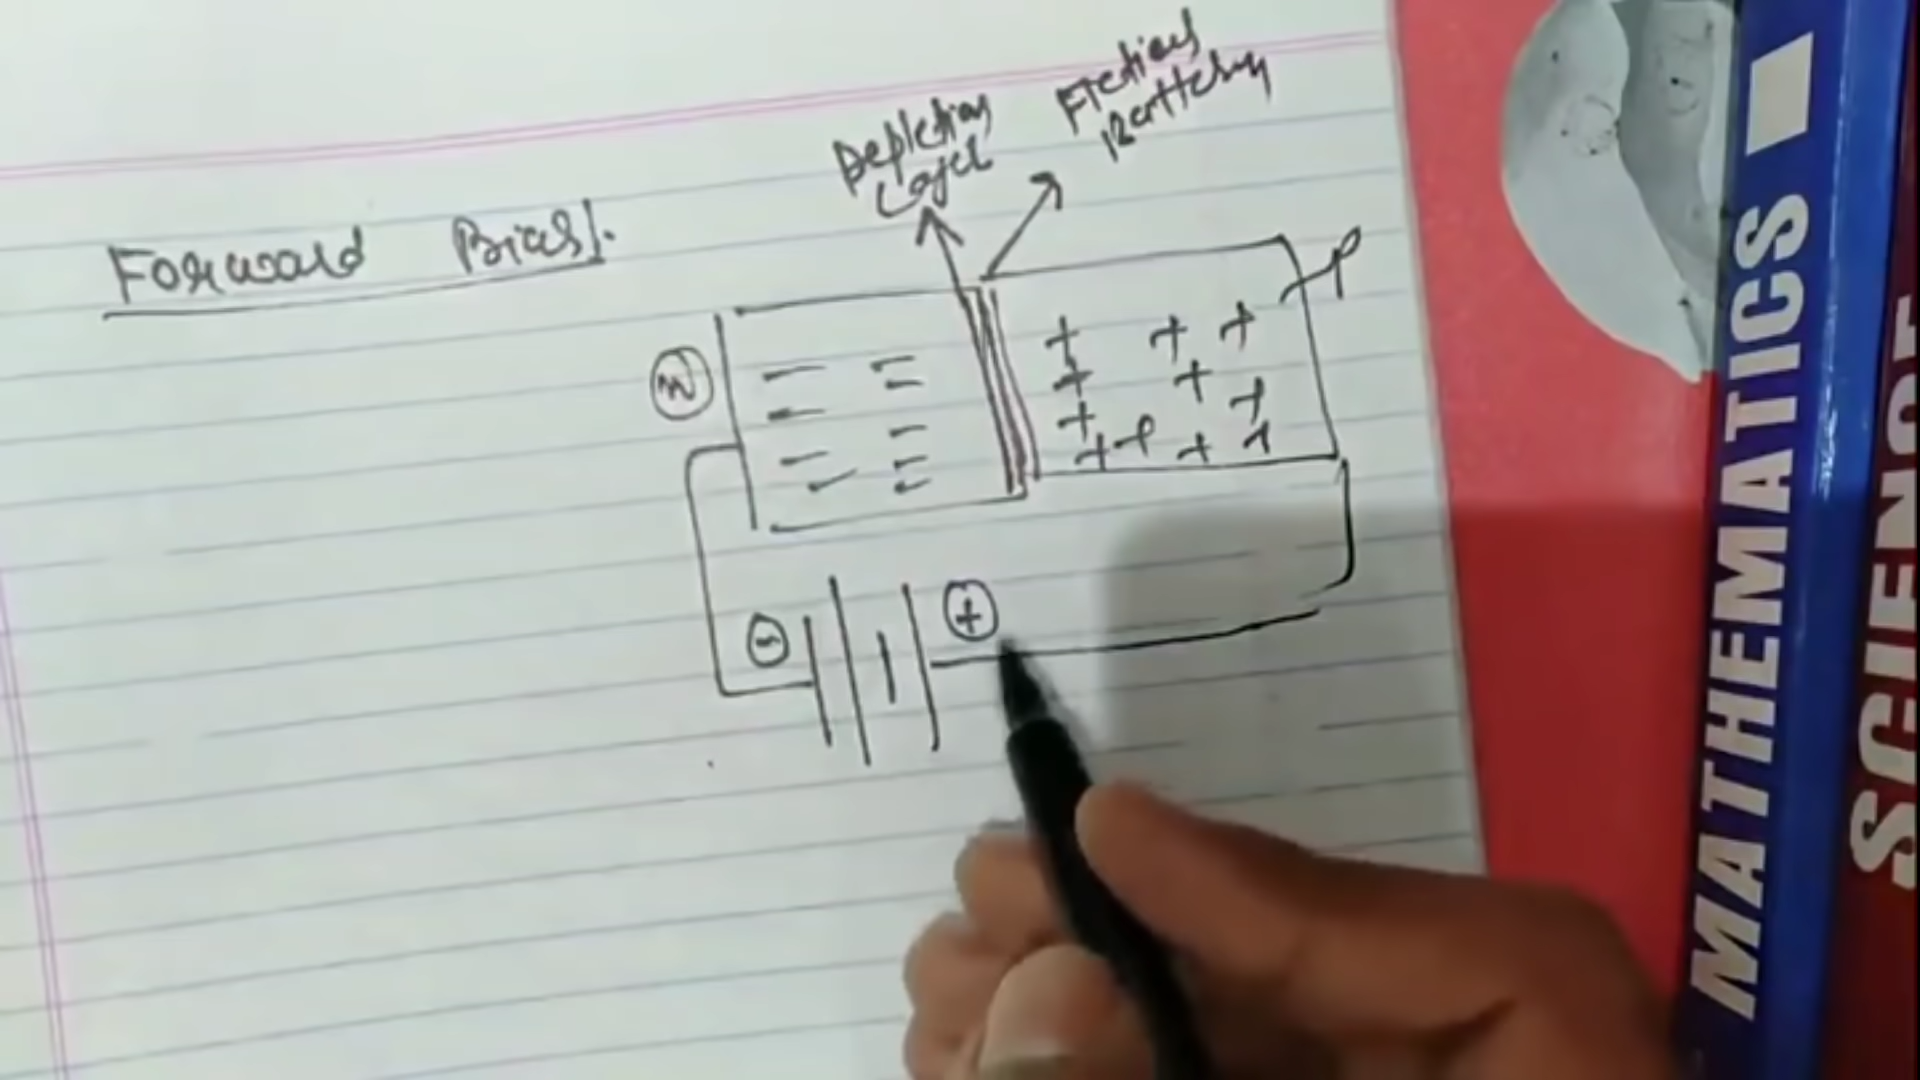 Forward Bias:
Depletion
Layer
Fictious
Battery
P
N
− − + + +
− − + +
− − + +
− − + + + +
− −
− +
MATHEMATICS
SCIENCE